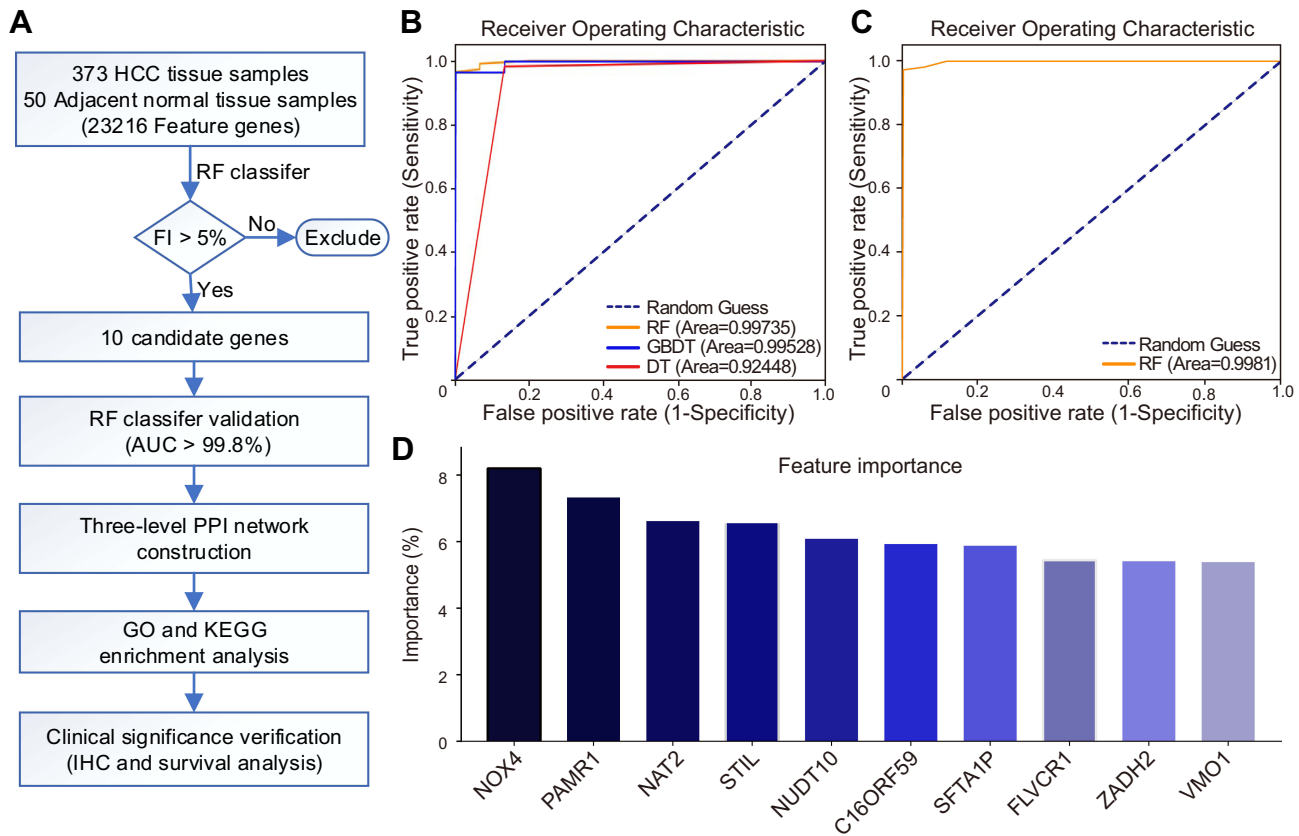 A
373 HCC tissue samples
50 Adjacent normal tissue samples
(23216 Feature genes)
RF classifer
FI > 5%
No
Exclude
Yes
10 candidate genes
RF classifer validation
(AUC > 99.8%)
Three-level PPI network
construction
GO and KEGG
enrichment analysis
Clinical significance verification
(IHC and survival analysis)
B
Receiver Operating Characteristic
True positive rate (Sensitivity)
1.0
0.8
0.6
0.4
0.2
0
0.2
0.4
0.6
0.8
1.0
False positive rate (1-Specificity)
Random Guess
RF (Area=0.99735)
GBDT (Area=0.99528)
DT (Area=0.92448)
C
Receiver Operating Characteristic
True positive rate (Sensitivity)
1.0
0.8
0.6
0.4
0.2
0
0.2
0.4
0.6
0.8
1.0
False positive rate (1-Specificity)
Random Guess
RF (Area=0.9981)
D
Feature importance
Importance (%)
8
6
4
2
0
NOX4
PAMR1
NAT2
STIL
NUDT10
C16ORF59
SFTA1P
FLVCR1
ZADH2
VMO1